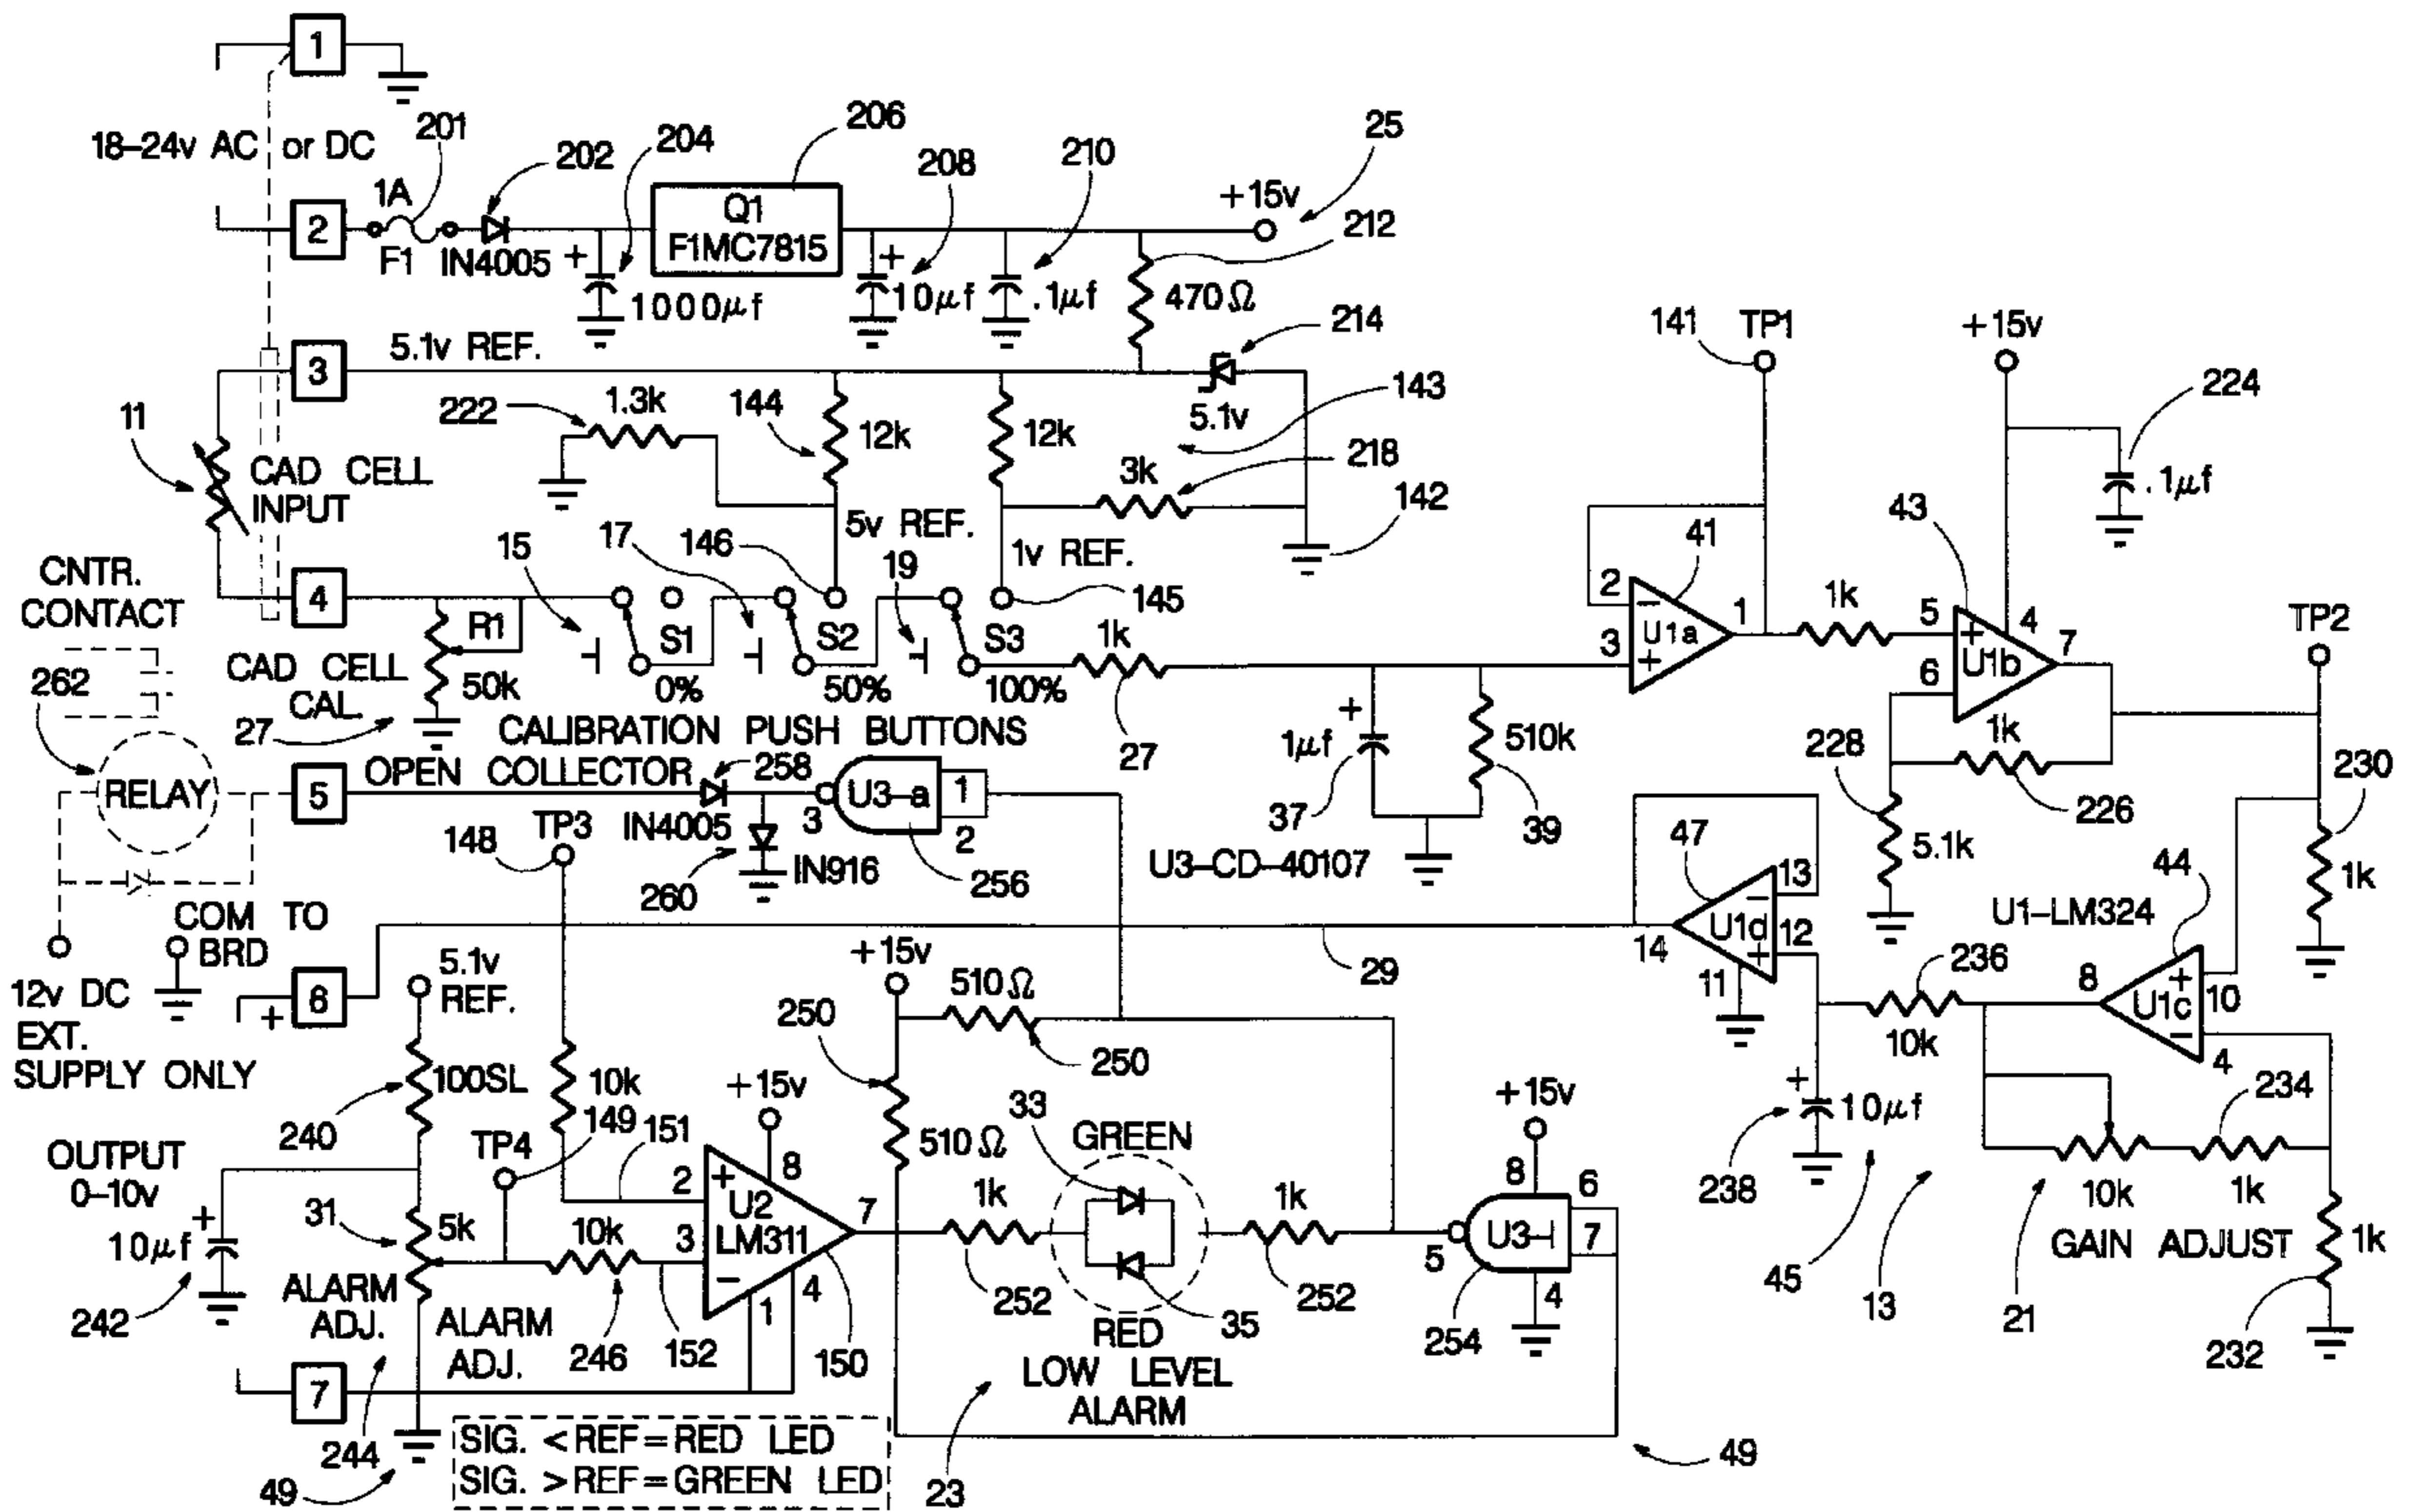 1
18–24v AC or DC
201
202
204
206
208
210
25
+15v
212
1A
2
F1
IN4005
+
1000μf
Q1
F1MC7815
+
10μf
.1μf
470Ω
214
5.1v REF.
3
141
TP1
+15v
222
1.3k
144
12k
12k
5.1v
143
224
11
CAD CELL
INPUT
3k
218
.1μf
142
43
5v REF.
1v REF.
15
17
146
19
145
41
CNTR.
CONTACT
4
R1
S1
S2
S3
1k
2
–
U1a
3
+
1
1k
5
+
4
U1b
6
7
TP2
CAD CELL
CAL.
50k
0%
50%
100%
262
27
CALIBRATION PUSH BUTTONS
27
+
1μf
37
510k
39
228
1k
226
230
RELAY
5
OPEN COLLECTOR
258
IN4005
3
U3–a
1
2
148
TP3
260
IN916
256
U3–CD–40107
47
13
–
U1d
12
+
14
11
5.1k
44
1k
U1–LM324
COM TO
BRD
12v DC
EXT.
SUPPLY ONLY
6
+
5.1v
REF.
29
+15v
510Ω
250
250
236
10k
8
+
U1c
10
–
4
240
100SL
10k
149
151
+15v
510Ω
33
GREEN
+15v
238
+
10μf
234
OUTPUT
0–10v
TP4
31
5k
10k
2
+
8
U2
LM311
3
–
7
1
4
1k
1k
8
6
U3–⊣
7
5
4
10k
1k
GAIN ADJUST
1k
+
10μf
242
ALARM
ADJ.
ALARM
ADJ.
246
152
150
252
35
252
254
45
13
21
232
RED
LOW LEVEL
ALARM
7
244
49
SIG. <REF=RED LED
SIG. >REF=GREEN LED
23
49